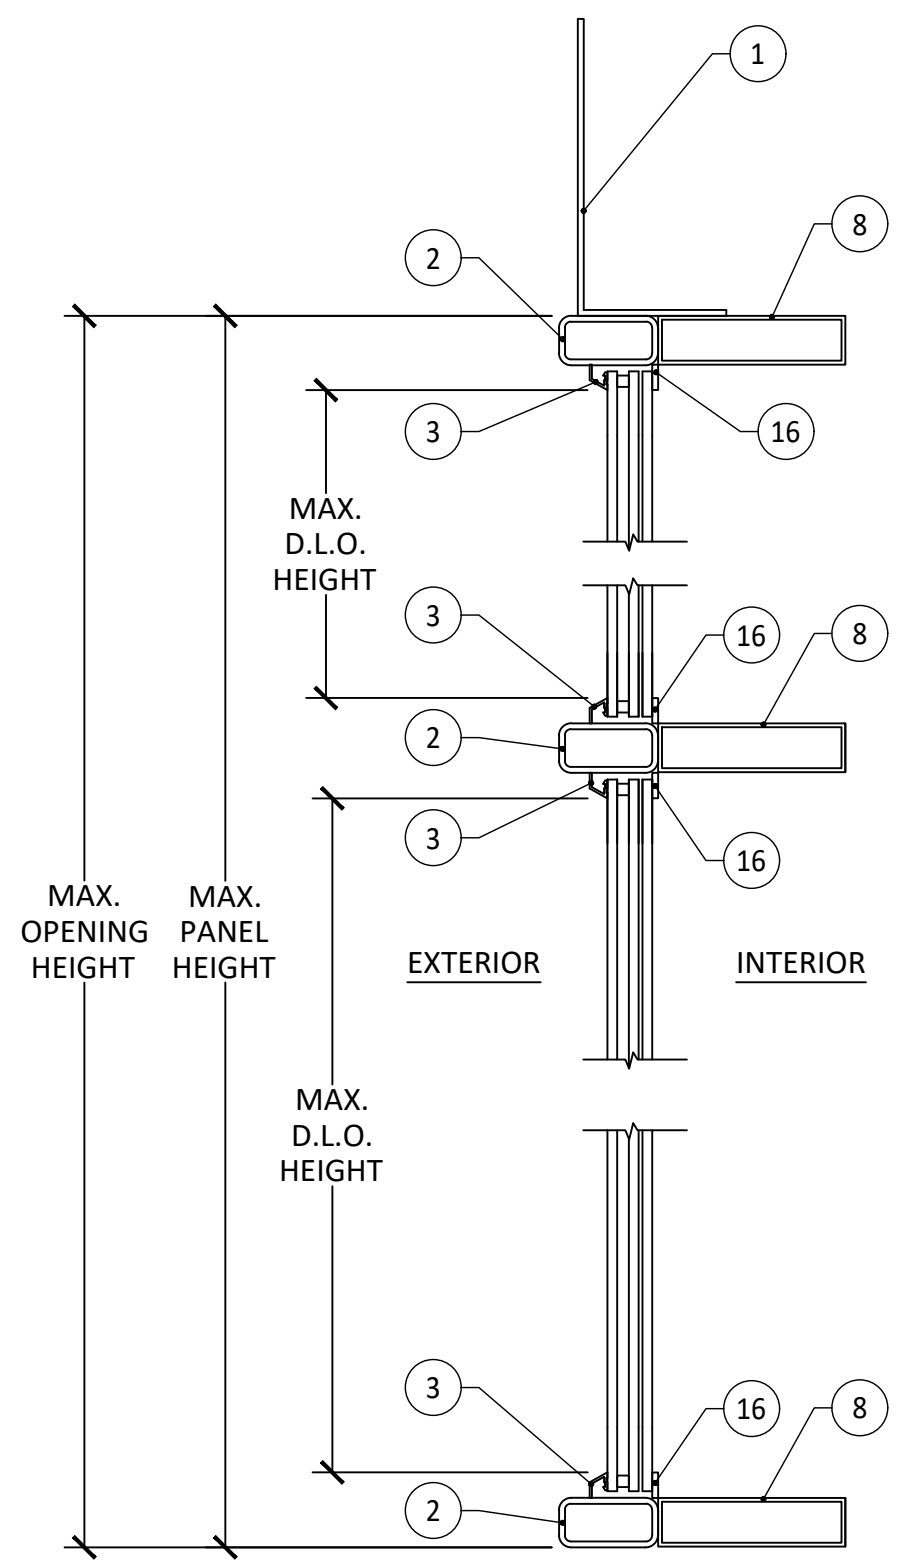 1
8
2
3
16
MAX.
D.L.O.
HEIGHT
3
16
8
2
3
16
MAX.
OPENING
HEIGHT
MAX.
PANEL
HEIGHT
EXTERIOR
INTERIOR
MAX.
D.L.O.
HEIGHT
3
16
8
2